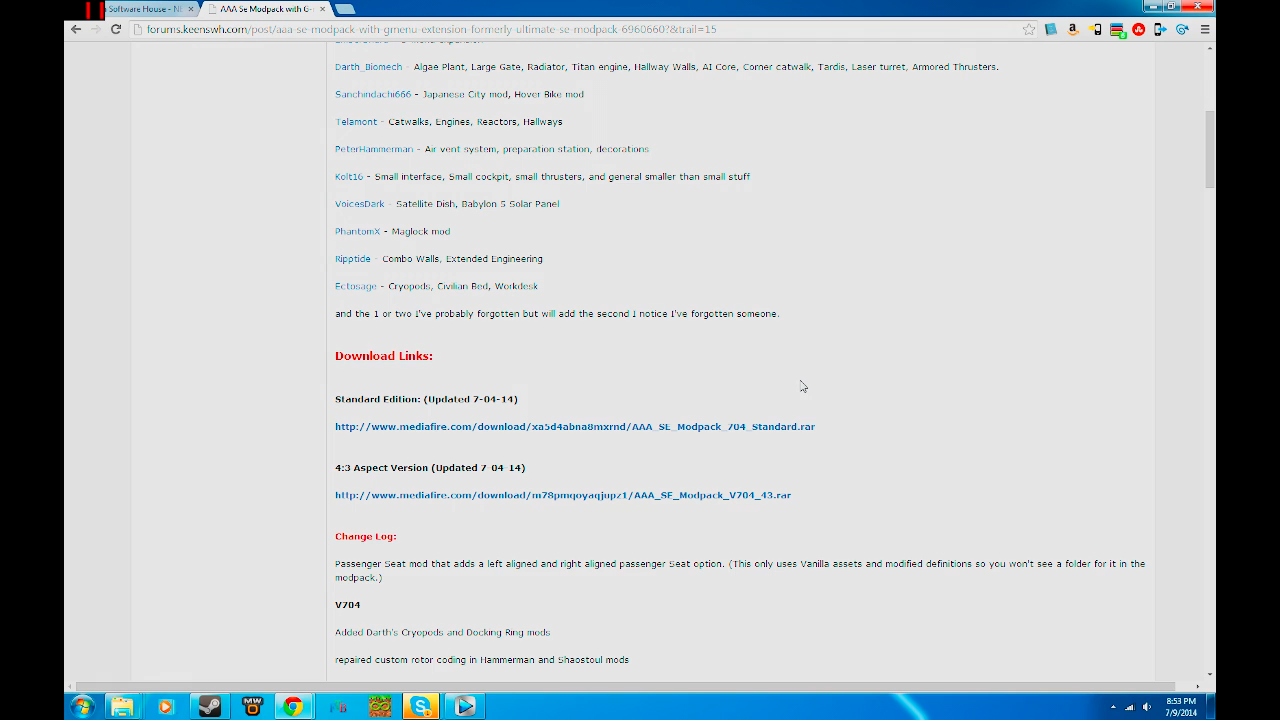 Software House - N
AAA Se Modpack with G-
forums.keenswh.com/post/aaa-se-modpack-with-gmenu-extension-formerly-ultimate-se-modpack-6960660?&trail=15
Darth_Biomech - Algae Plant, Large Gate, Radiator, Titan engine, Hallway Walls, AI Core, Corner catwalk, Tardis, Laser turret, Armored Thrusters.
Sanchindachi666 - Japanese City mod, Hover Bike mod
Telamont - Catwalks, Engines, Reactors, Hallways
PeterHammerman - Air vent system, preparation station, decorations
Kolt16 - Small interface, Small cockpit, small thrusters, and general smaller than small stuff
VoicesDark - Satellite Dish, Babylon 5 Solar Panel
PhantomX - Maglock mod
Ripptide - Combo Walls, Extended Engineering
Ectosage - Cryopods, Civilian Bed, Workdesk
and the 1 or two I've probably forgotten but will add the second I notice I've forgotten someone.
Download Links:
Standard Edition: (Updated 7-04-14)
http://www.mediafire.com/download/xa5d4abna8mxrnd/AAA_SE_Modpack_704_Standard.rar
4:3 Aspect Version (Updated 7-04-14)
http://www.mediafire.com/download/m78pmqoyaqjupz1/AAA_SE_Modpack_V704_43.rar
Change Log:
Passenger Seat mod that adds a left aligned and right aligned passenger Seat option. (This only uses Vanilla assets and modified definitions so you won't see a folder for it in the
modpack.)
V704
Added Darth's Cryopods and Docking Ring mods
repaired custom rotor coding in Hammerman and Shaostoul mods
8:53 PM
7/9/2014